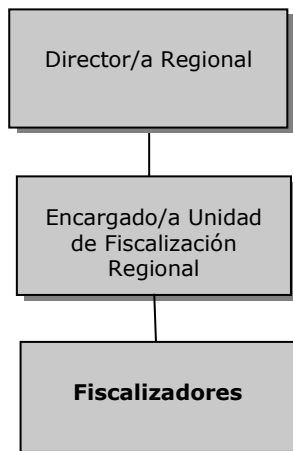 Director/a Regional
Encargado/a Unidad
de Fiscalización
Regional
Fiscalizadores